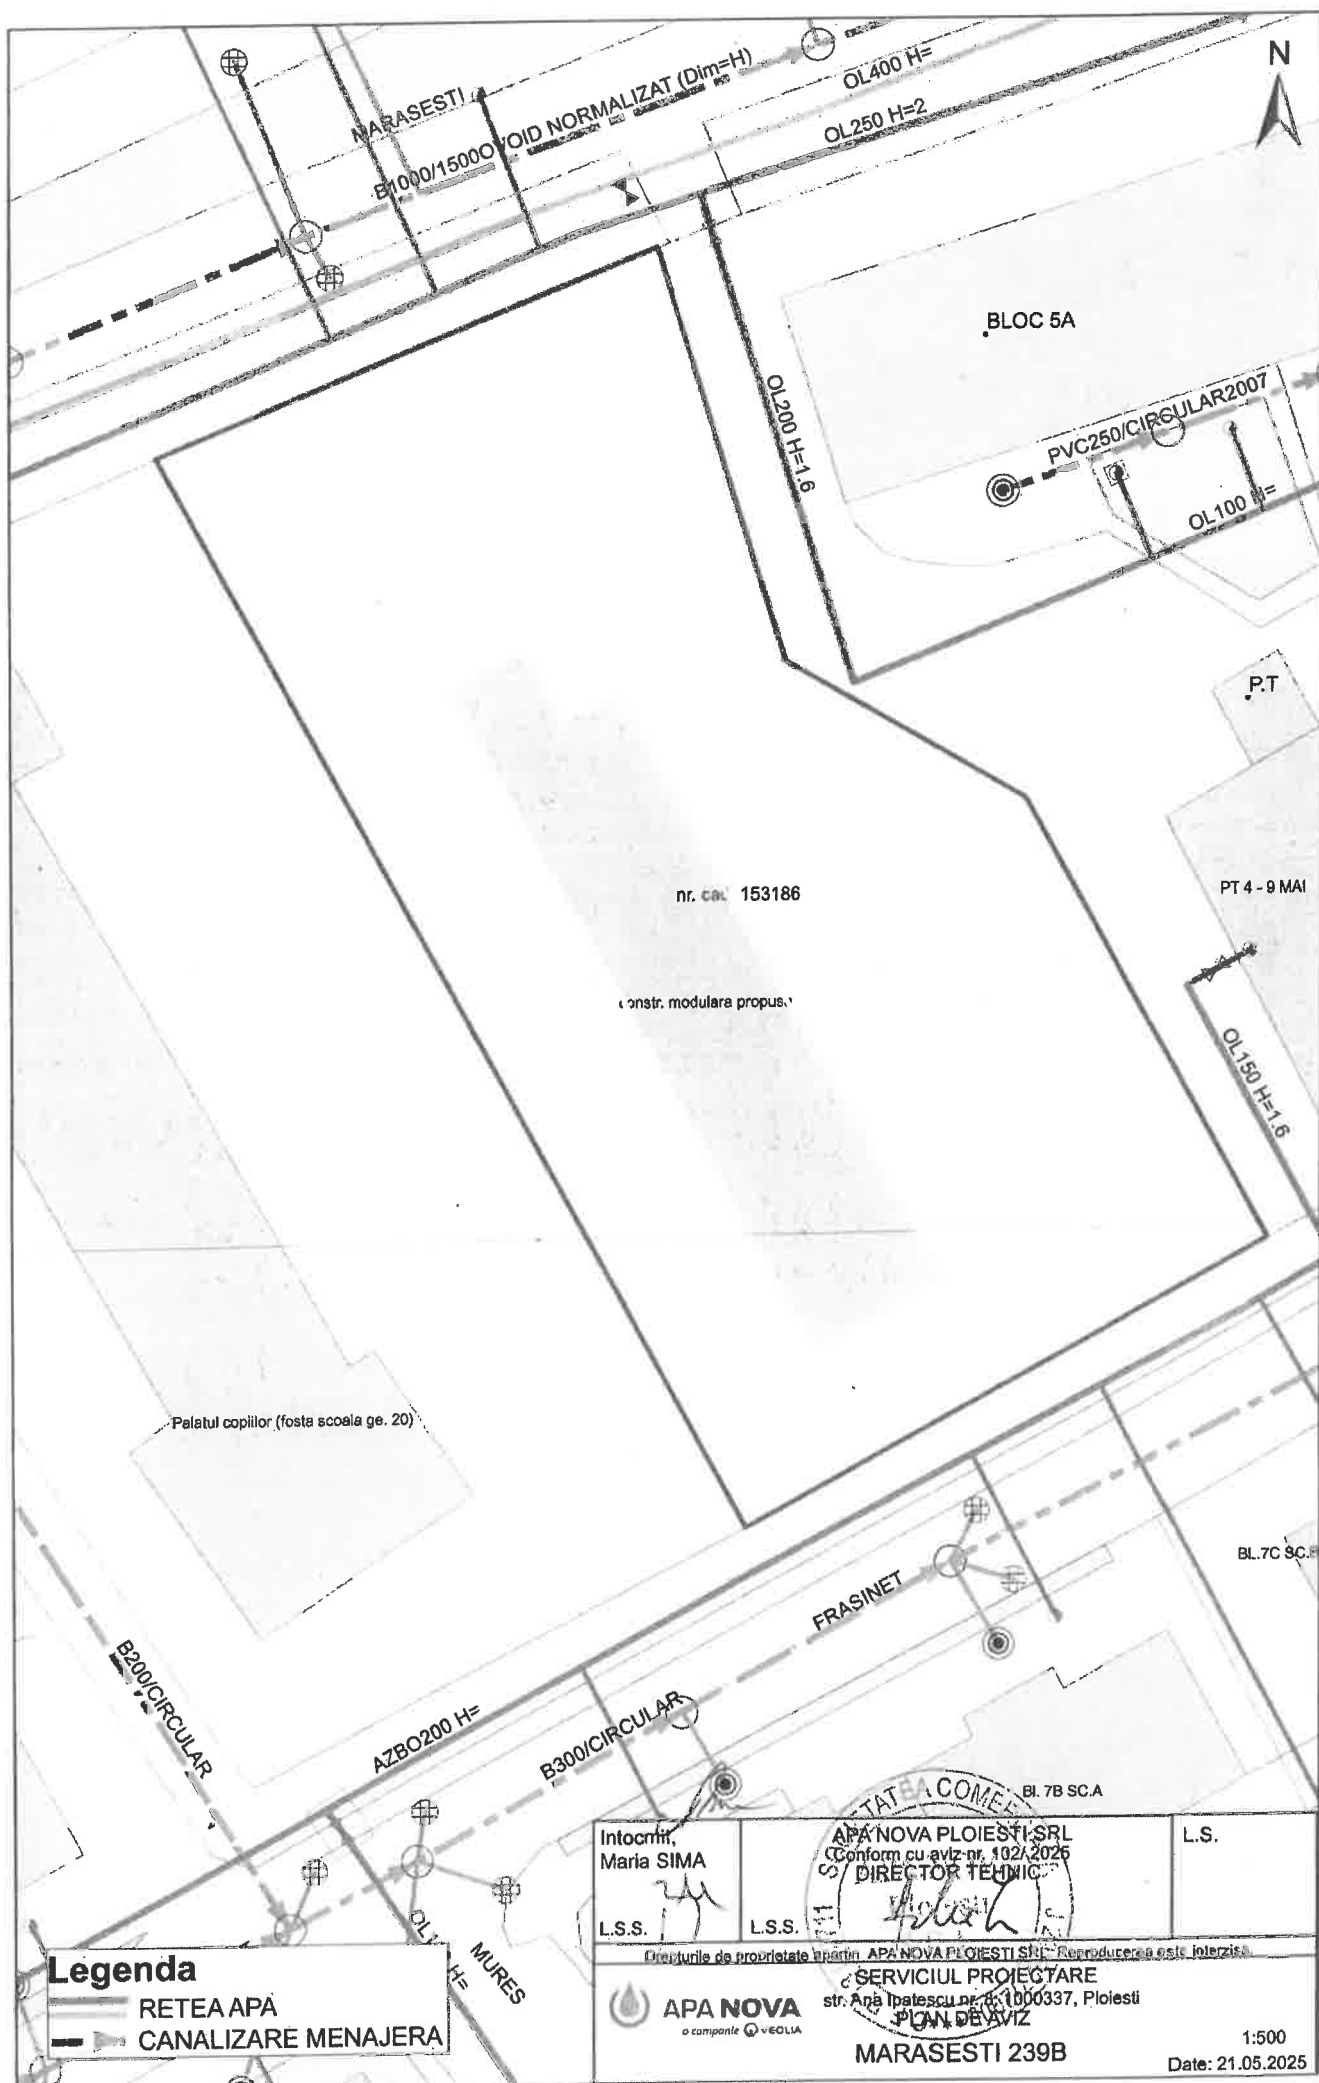 N
MARASESTI
B1000/1500OVOID NORMALIZAT (Dim=H)
OL400 H=
OL250 H=2
BLOC 5A
OL200 H=1.6
PVC250/CIRCULAR2007
OL100 H=
P.T
PT 4 - 9 MAI
nr. cad 153186
constr. modulara propusa
OL150 H=1.6
Palatul copiilor (fosta scoala ge. 20)
BL.7C SC.B
FRASINET
B200/CIRCULAR
AZBO200 H=
B300/CIRCULAR
Bl. 7B SC.A
MURES
Intocmit,
Maria SIMA
L.S.S.
APA NOVA PLOIESTI SRL
Conform cu aviz nr. 102/2025
DIRECTOR TEHNIC
L.S.S.
L.S.
Drepturile de proprietate apartin APA NOVA PLOIESTI SRL Reproducerea este interzisa.
APA NOVA
o companie VEOLIA
SERVICIUL PROIECTARE
str. Ana Ipatescu nr. 8, 1000337, Ploiesti
PLAN DE AVIZ
MARASESTI 239B
1:500
Date: 21.05.2025
Legenda
RETEA APA
CANALIZARE MENAJERA